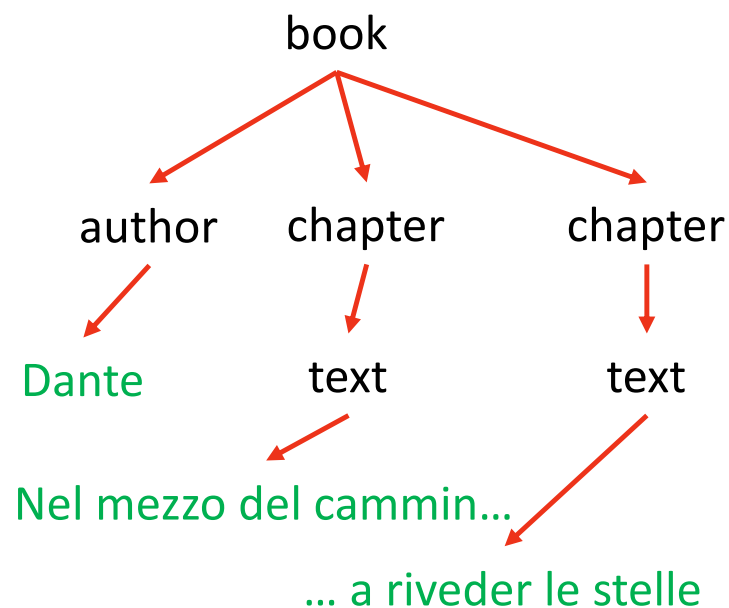 book
author chapter chapter
Dante text text
Nel mezzo del cammin...
... a riveder le stelle